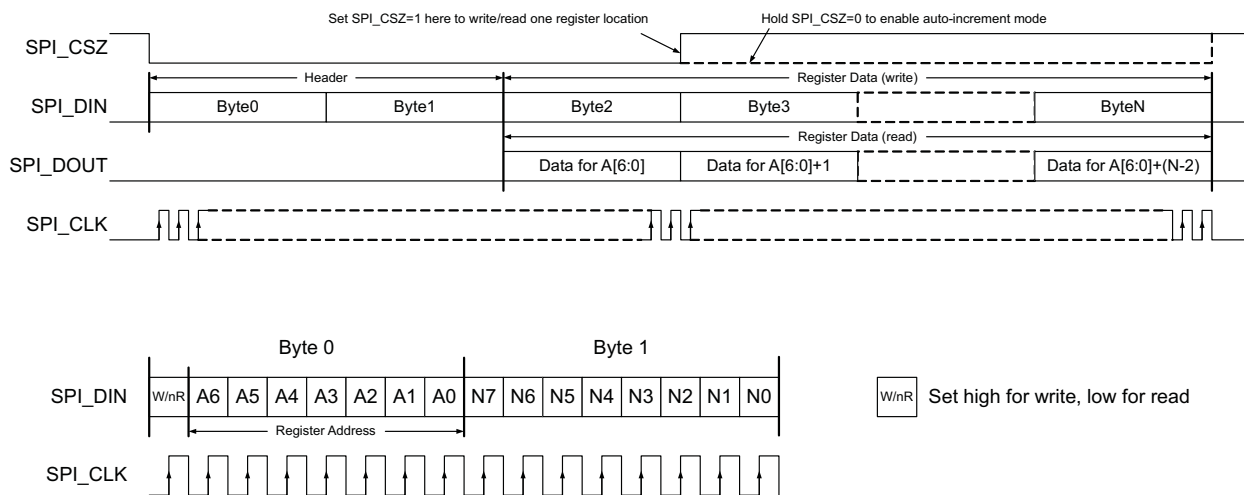 Set SPI_CSZ=1 here to write/read one register location
Hold SPI_CSZ=0 to enable auto-increment mode
SPI_CSZ
Header
Register Data (write)
SPI_DIN
Byte0
Byte1
Byte2
Byte3
ByteN
Register Data (read)
SPI_DOUT
Data for A[6:0]
Data for A[6:0]+1
Data for A[6:0]+(N-2)
SPI_CLK
Byte 0
Byte 1
SPI_DIN
W/nR A6 A5 A4 A3 A2 A1 A0 N7 N6 N5 N4 N3 N2 N1 N0
W/nR Set high for write, low for read
Register Address
SPI_CLK